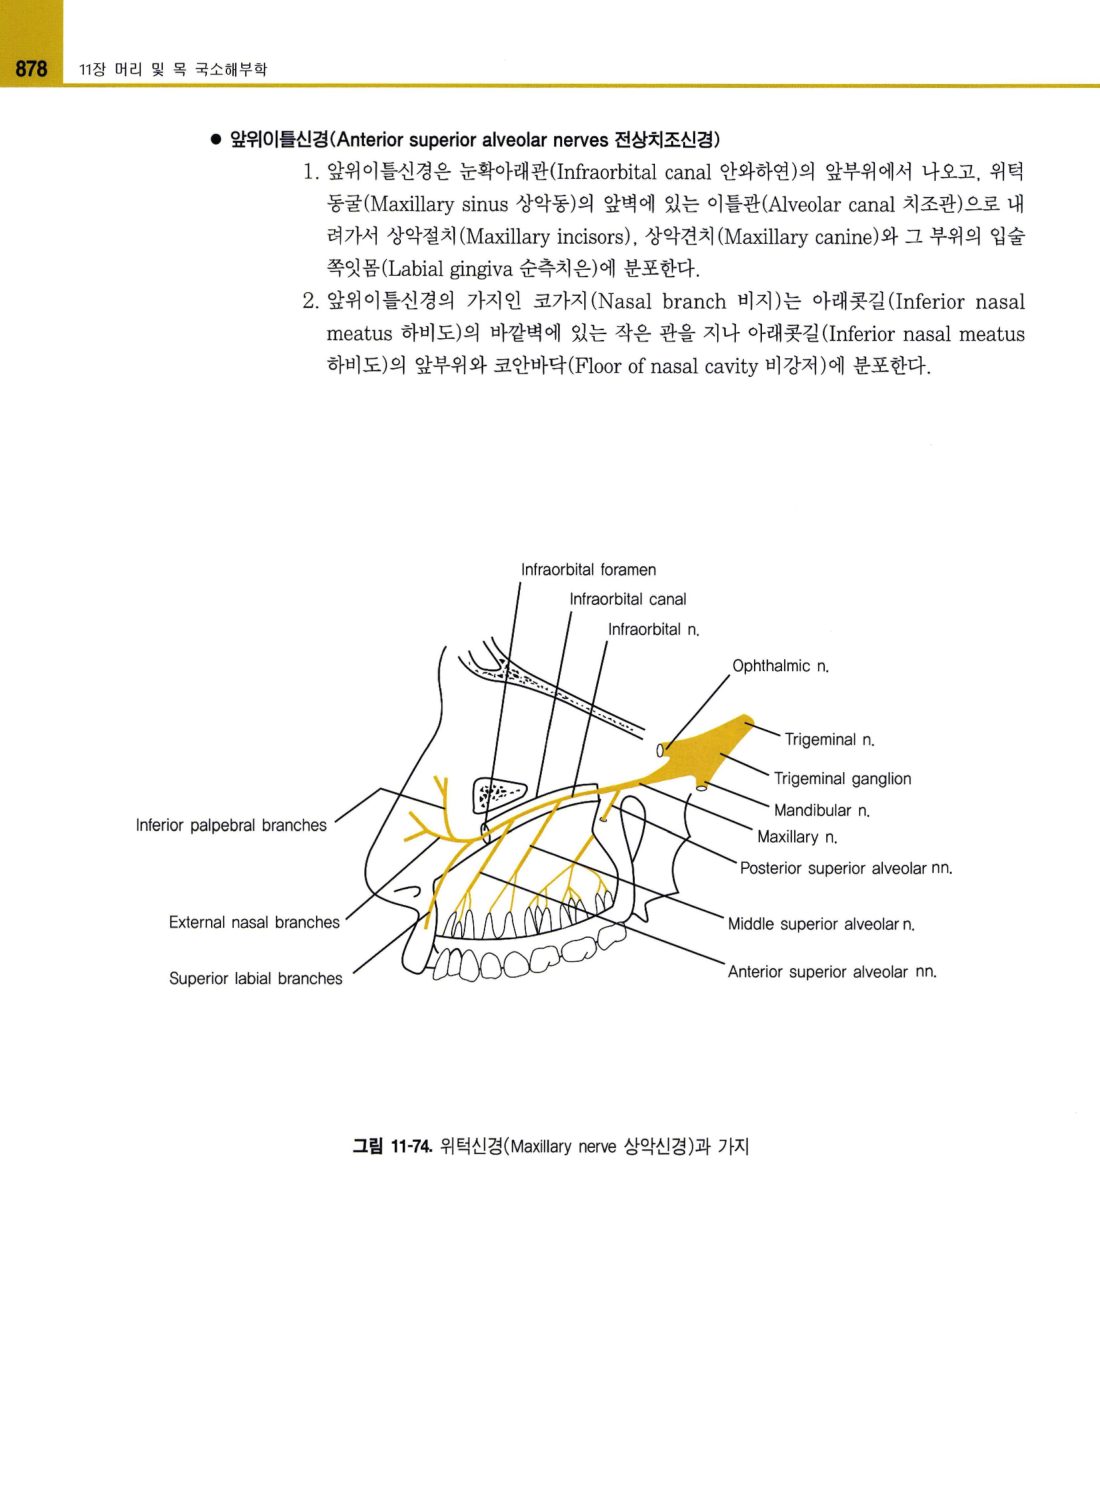 878 11장 머리 및 목 국소해부학
● 앞위이틀신경(Anterior superior alveolar nerves 전상치조신경)
1. 앞위이틀신경은 눈확아래관(Infraorbital canal 안와하연)의 앞부위에서 나오고, 위턱
동굴(Maxillary sinus 상악동)의 앞벽에 있는 이틀관(Alveolar canal 치조관)으로 내
려가서 상악절치(Maxillary incisors), 상악견치(Maxillary canine)와 그 부위의 입술
쪽잇몸(Labial gingiva 순측치은)에 분포한다.
2. 앞위이틀신경의 가지인 코가지(Nasal branch 비지)는 아래콧길(Inferior nasal
meatus 하비도)의 바깥벽에 있는 작은 관을 지나 아래콧길(Inferior nasal meatus
하비도)의 앞부위와 코안바닥(Floor of nasal cavity 비강저)에 분포한다.
Infraorbital foramen
Infraorbital canal
Infraorbital n.
Ophthalmic n.
Trigeminal n.
Trigeminal ganglion
Mandibular n.
Inferior palpebral branches
Maxillary n.
Posterior superior alveolar nn.
External nasal branches
Middle superior alveolar n.
Superior labial branches
Anterior superior alveolar nn.
그림 11-74. 위턱신경(Maxillary nerve 상악신경)과 가지